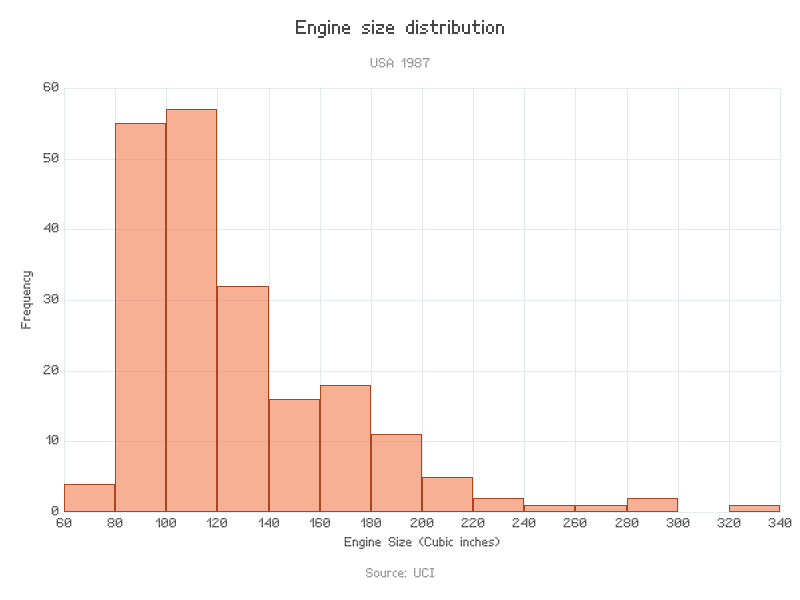 Engine size distribution
USA 1987
60
50
40
30
20
10
0
Frequency
60 80 100 120 140 160 180 200 220 240 260 280 300 320 340
Engine Size (Cubic inches)
Source: UCI